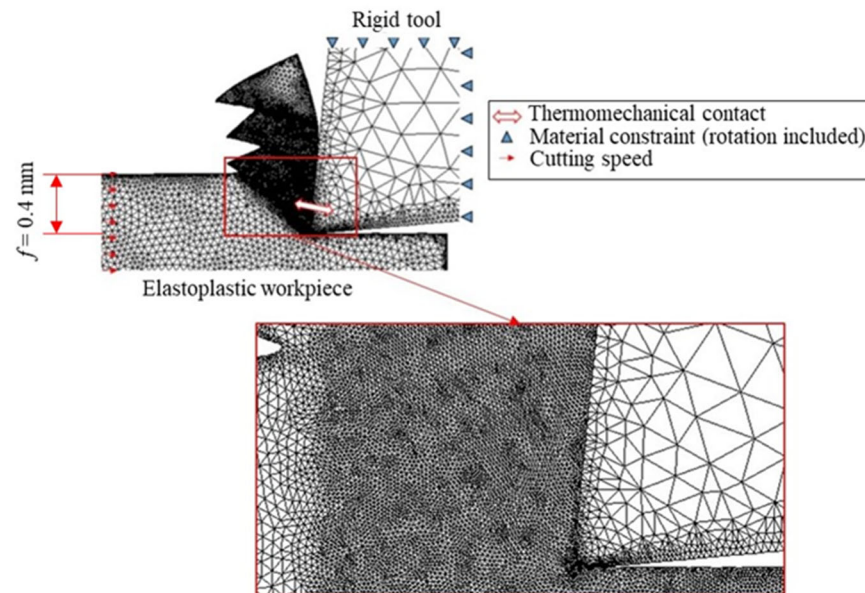 Rigid tool
Thermomechanical contact
Material constraint (rotation included)
Cutting speed
f = 0.4 mm
Elastoplastic workpiece